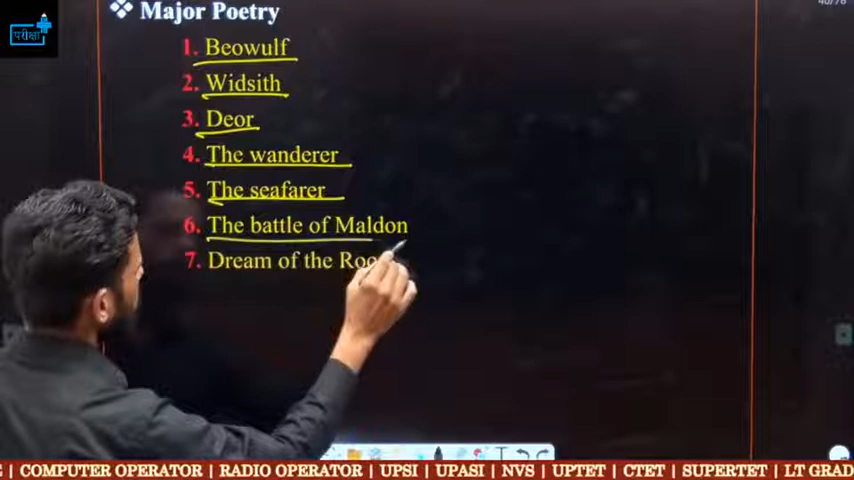 Major Poetry
परीक्षा
1. Beowulf
2. Widsith
3. Deor
4. The wanderer
5. The seafarer
6. The battle of Maldon
7. Dream of the
| COMPUTER OPERATOR | RADIO OPERATOR | UPSI | UPASI | NVS | UPTET | CTET | SUPERTET | LT GRAD